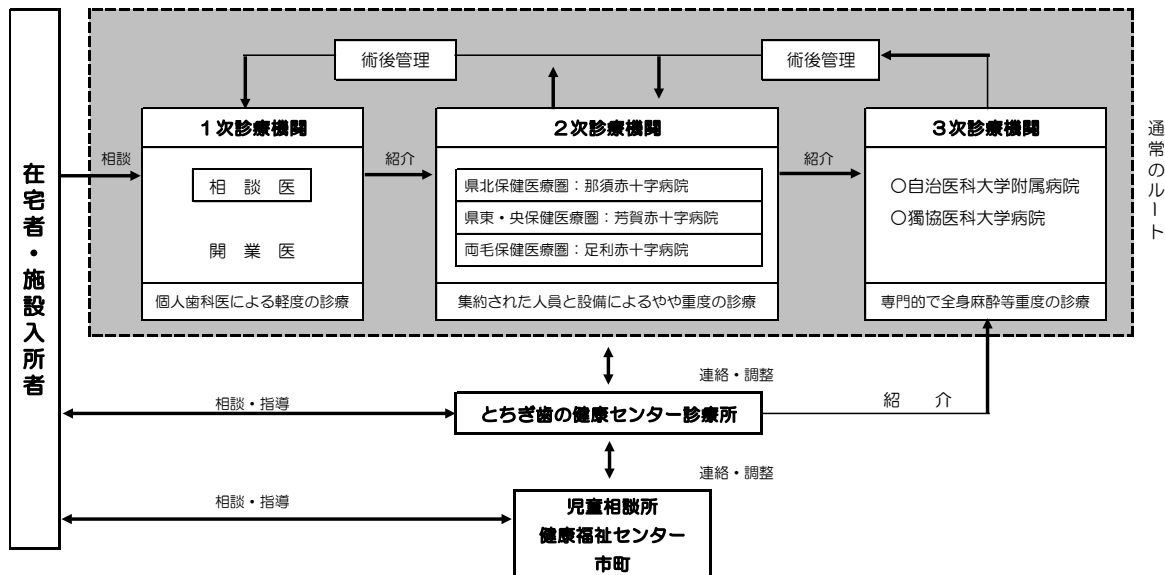 術後管理
術後管理
在宅者・施設入所者
相談
1次診療機関
相 談 医
開 業 医
個人歯科医による軽度の診療
紹介
2次診療機関
県北保健医療圏：那須赤十字病院
県東・央保健医療圏：芳賀赤十字病院
両毛保健医療圏：足利赤十字病院
集約された人員と設備によるやや重度の診療
紹介
3次診療機関
○自治医科大学附属病院
○獨協医科大学病院
専門的で全身麻酔等重度の診療
通常のルート
連絡・調整
相談・指導
とちぎ歯の健康センター診療所
紹 介
連絡・調整
相談・指導
児童相談所
健康福祉センター
市町